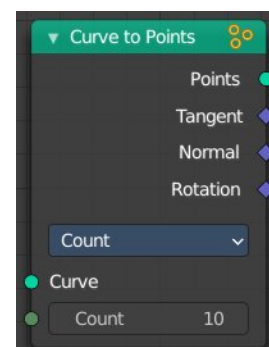 Curve to Points
Points
Tangent
Normal
Rotation
Count
Curve
Count 10